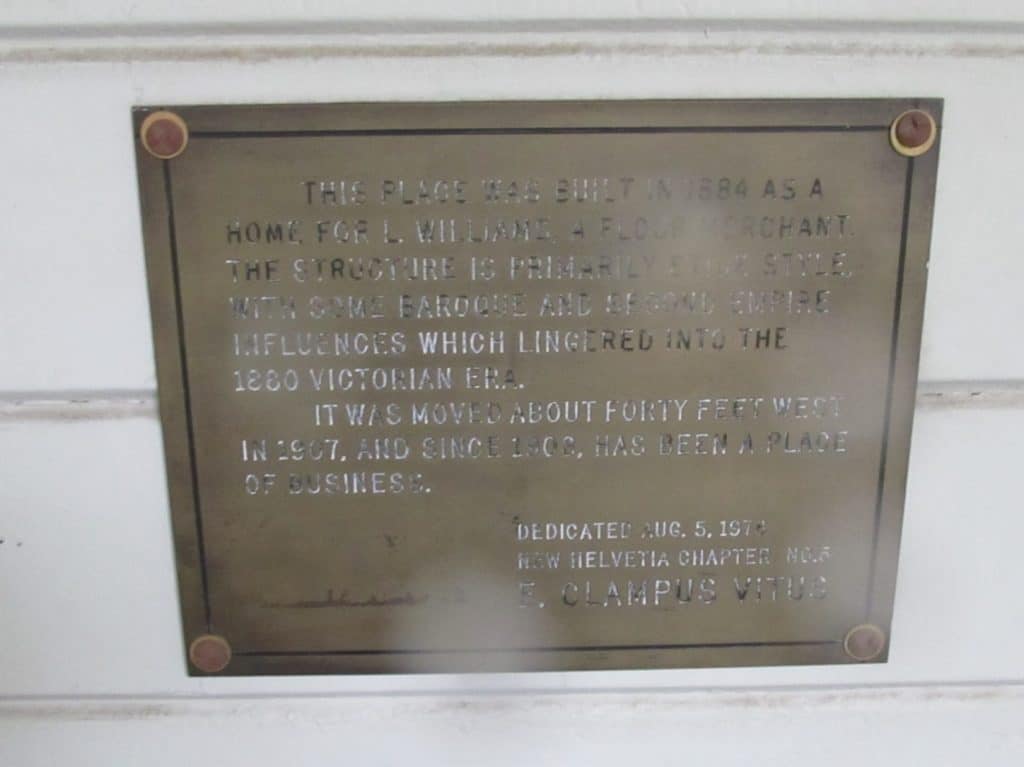 THIS PLACE WAS BUILT IN 1884 AS A
HOME FOR L. WILLIAMS, A FLOUR MERCHANT.
THE STRUCTURE IS PRIMARILY STICK STYLE,
WITH SOME BAROQUE AND SECOND EMPIRE
INFLUENCES WHICH LINGERED INTO THE
1880 VICTORIAN ERA.
IT WAS MOVED ABOUT FORTY FEET WEST
IN 1907, AND SINCE 1908, HAS BEEN A PLACE
OF BUSINESS.
DEDICATED AUG. 5,
NEW HELVETIA CHAPTER NO.5
E. CLAMPUS VITUS